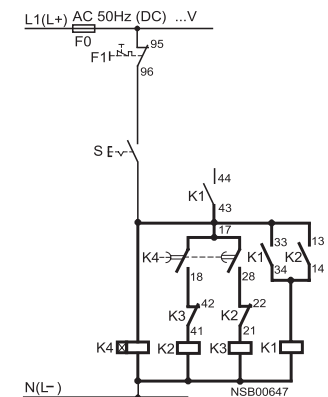 L1(L+) AC 50Hz (DC) ...V
F0
95
F1
96
S
44
K1
43
17
33
13
K4
K1
K2
18
28
34
14
42
22
K3
K2
41
21
K4
K2
K3
K1
N(L-)
NSB00647